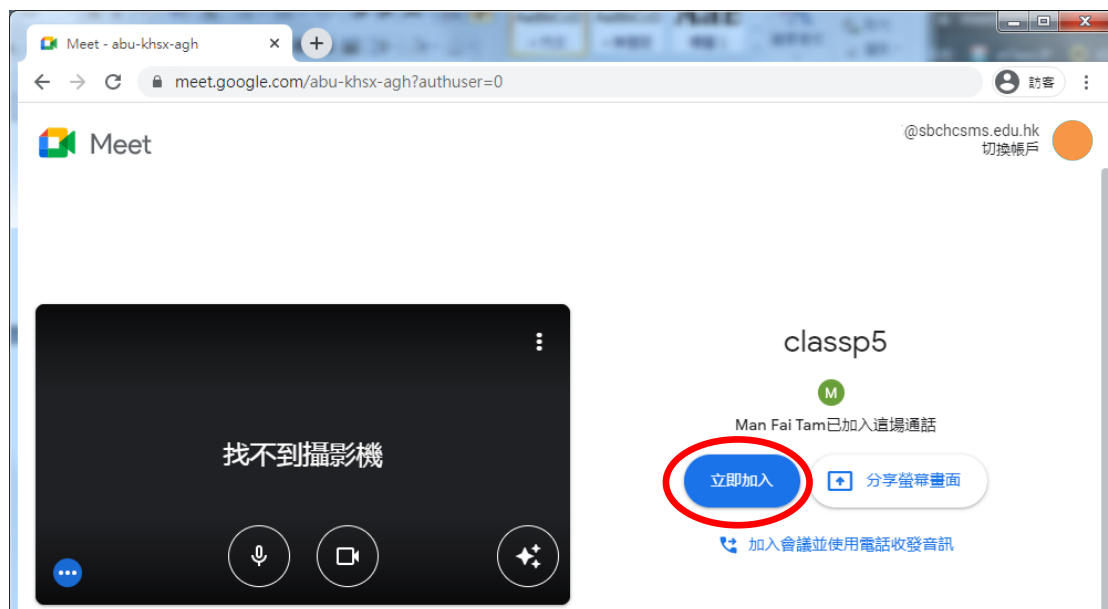 Meet - abu-khsx-agh
meet.google.com/abu-khsx-agh?authuser=0
訪客
Meet
@sbchcsms.edu.hk
切換帳戶
classp5
M
Man Fai Tam已加入這場通話
找不到攝影機
立即加入
分享螢幕畫面
加入會議並使用電話收發音訊